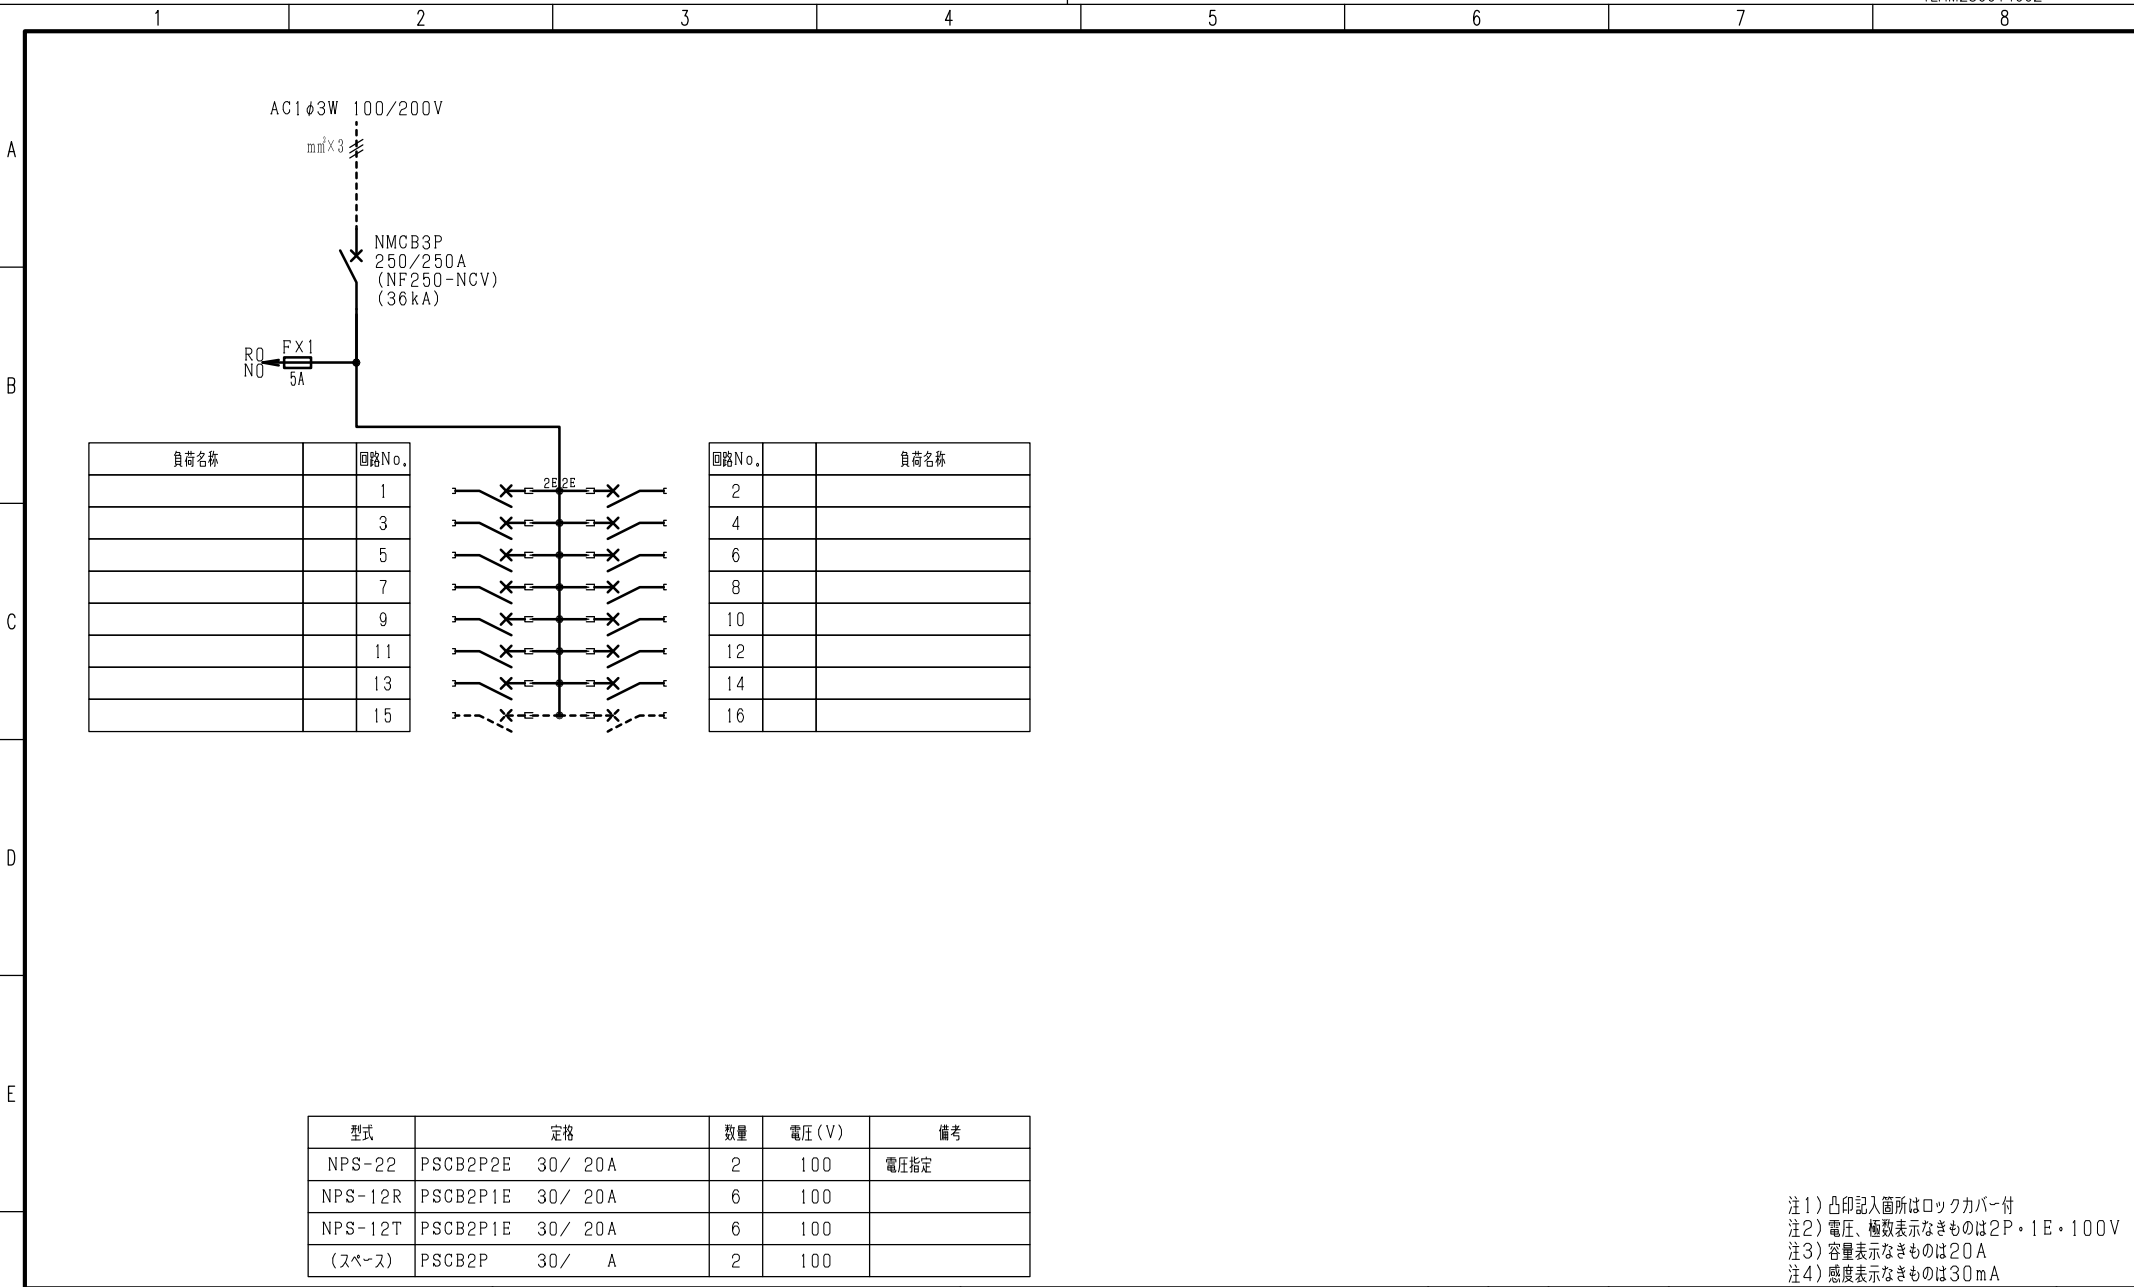 1 2 3 4 5 6 7 8
A
AC1φ3W 100/200V
mm²×3
NMCB3P
250/250A
(NF250-NCV)
(36kA)
B
R0
N0
F×1
5A
負荷名称 回路No. 回路No. 負荷名称
2E 2E
1 2
3 4
5 6
7 8
C
9 10
11 12
13 14
15 16
D
E
型式 定格 数量 電圧(V) 備考
NPS-22 PSCB2P2E 30/ 20A 2 100 電圧指定
NPS-12R PSCB2P1E 30/ 20A 6 100
NPS-12T PSCB2P1E 30/ 20A 6 100
(スペース) PSCB2P 30/ A 2 100
注1)凸印記入箇所はロックカバー付
注2)電圧、極数表示なきものは2P・1E・100V
注3)容量表示なきものは20A
注4)感度表示なきものは30mA